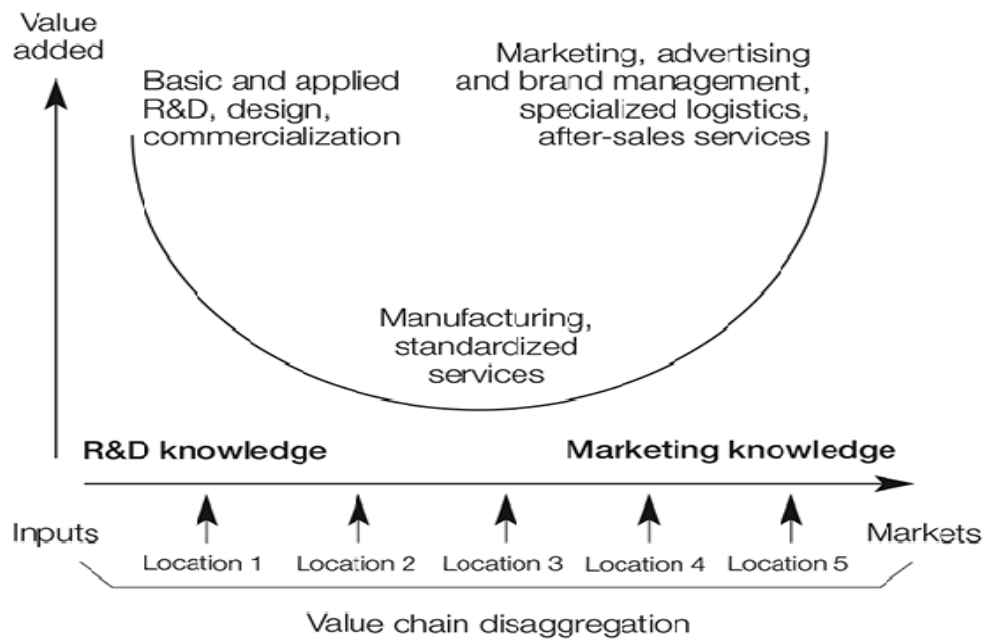 Value
added
Basic and applied
R&D, design,
commercialization
Marketing, advertising
and brand management,
specialized logistics,
after-sales services
Manufacturing,
standardized
services
R&D knowledge
Marketing knowledge
Inputs
Markets
Location 1
Location 2
Location 3
Location 4
Location 5
Value chain disaggregation